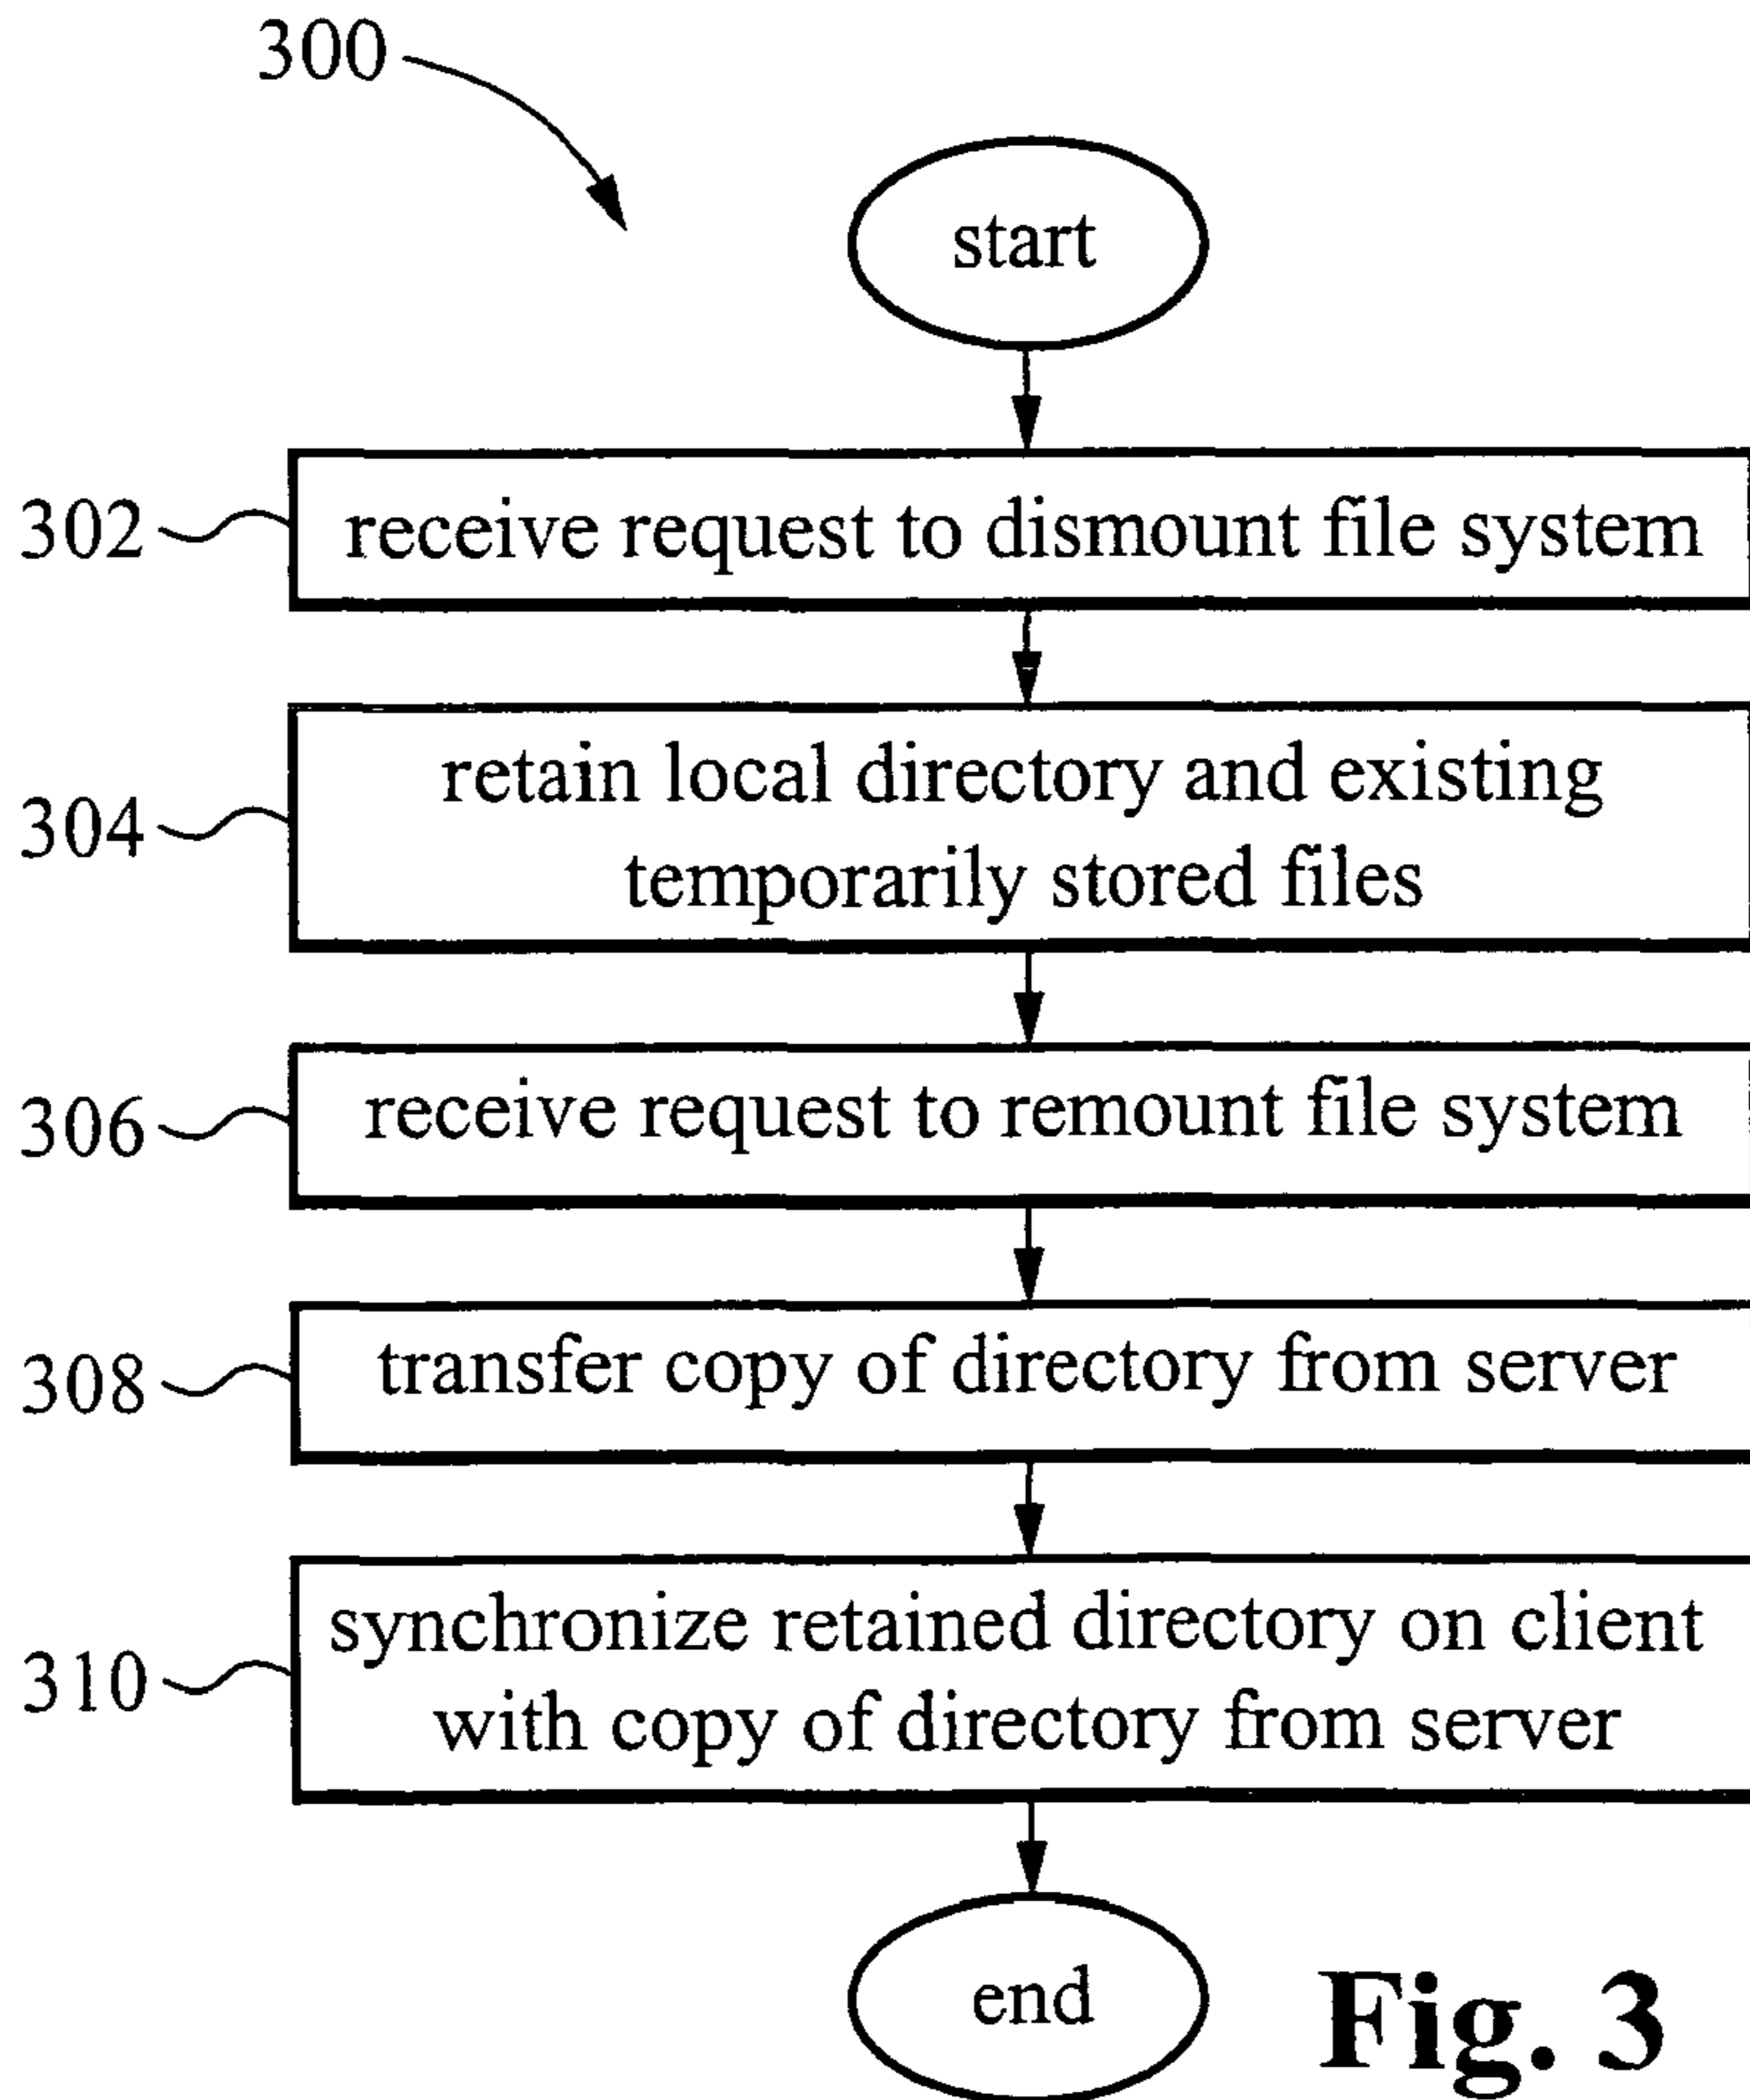 300
start
302
receive request to dismount file system
304
retain local directory and existing
temporarily stored files
306
receive request to remount file system
308
transfer copy of directory from server
310
synchronize retained directory on client
with copy of directory from server
end
Fig. 3